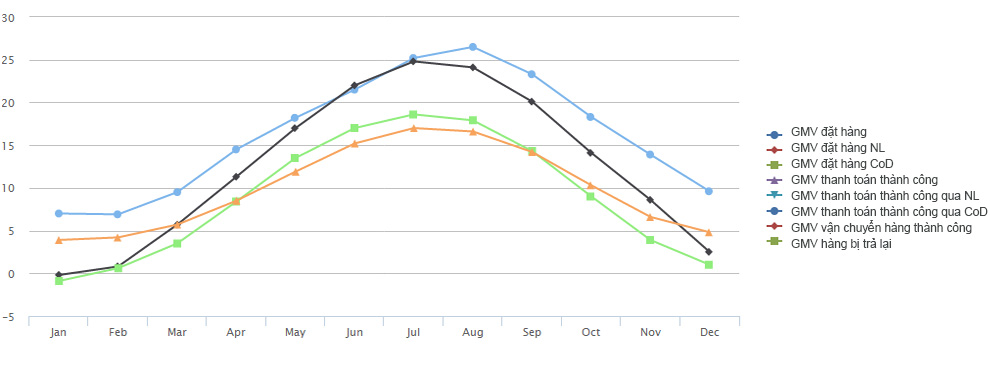 30
25
20
15
10
5
0
-5
Jan Feb Mar Apr May Jun Jul Aug Sep Oct Nov Dec
GMV đặt hàng
GMV đặt hàng NL
GMV đặt hàng CoD
GMV thanh toán thành công
GMV thanh toán thành công qua NL
GMV thanh toán thành công qua CoD
GMV vận chuyển hàng thành công
GMV hàng bị trả lại